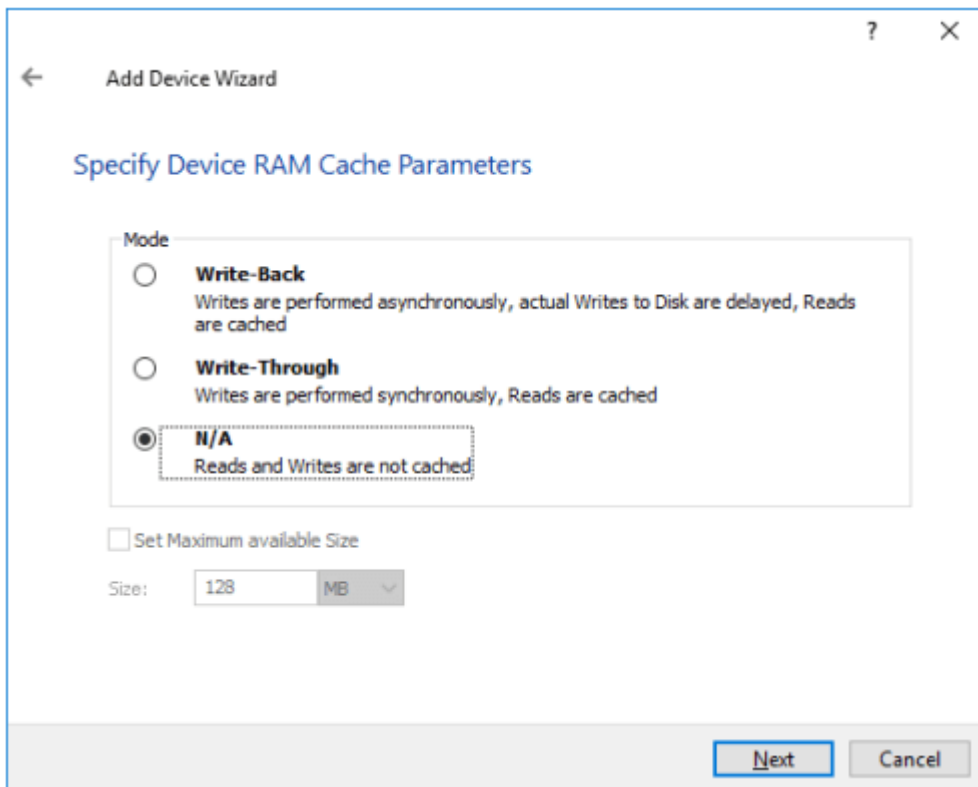 ?
Add Device Wizard
Specify Device RAM Cache Parameters
Mode
Write-Back
Writes are performed asynchronously, actual Writes to Disk are delayed, Reads
are cached
Write-Through
Writes are performed synchronously, Reads are cached
N/A
Reads and Writes are not cached
Set Maximum available Size
Size: 128 MB
Next Cancel